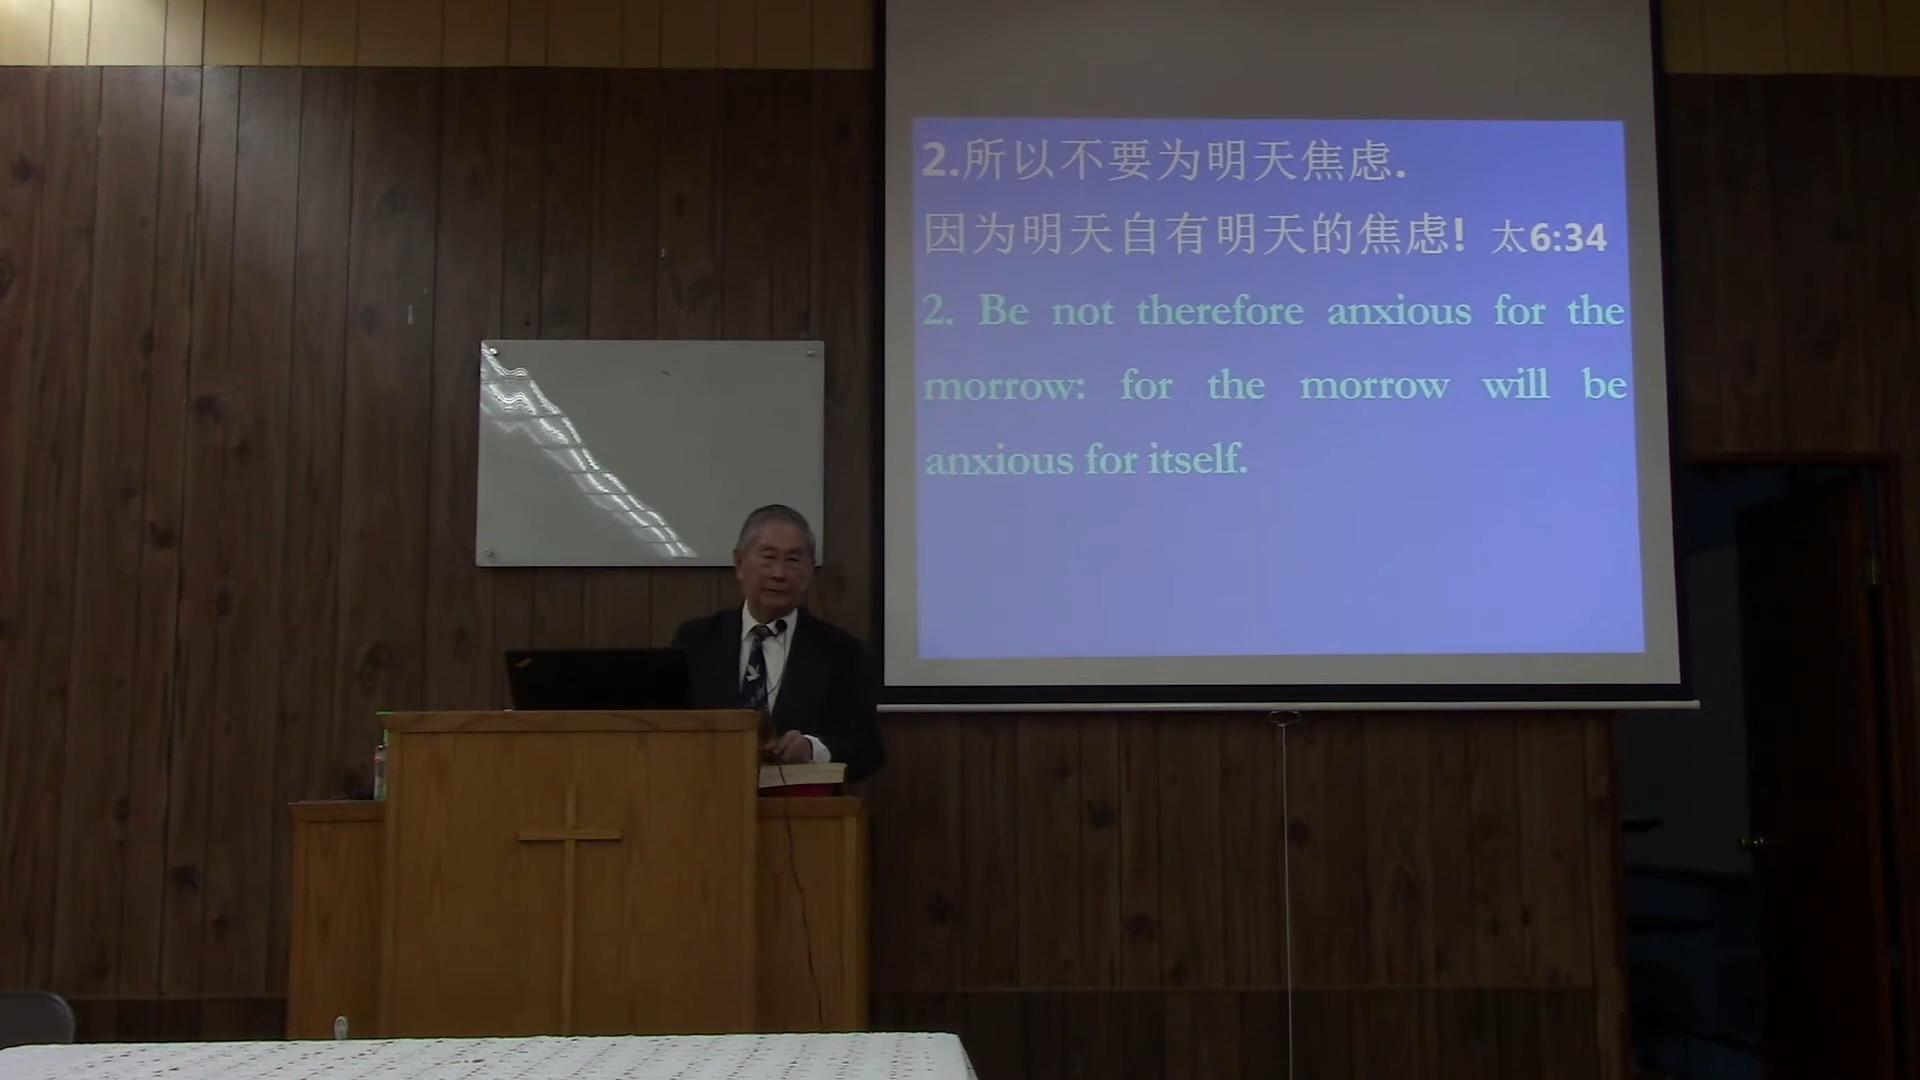 2.所以不要为明天焦虑.
因为明天自有明天的焦虑! 太6:34
2. Be not therefore anxious for the
morrow: for the morrow will be
anxious for itself.